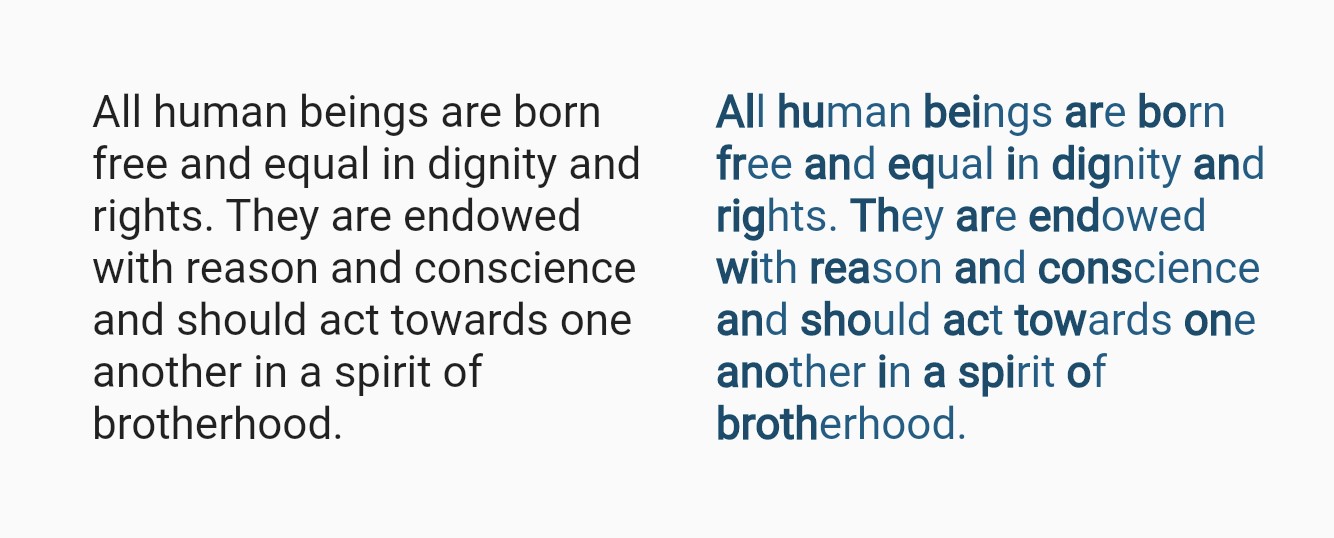 All human beings are born
free and equal in dignity and
rights. They are endowed
with reason and conscience
and should act towards one
another in a spirit of
brotherhood.
All human beings are born
free and equal in dignity and
rights. They are endowed
with reason and conscience
and should act towards one
another in a spirit of
brotherhood.